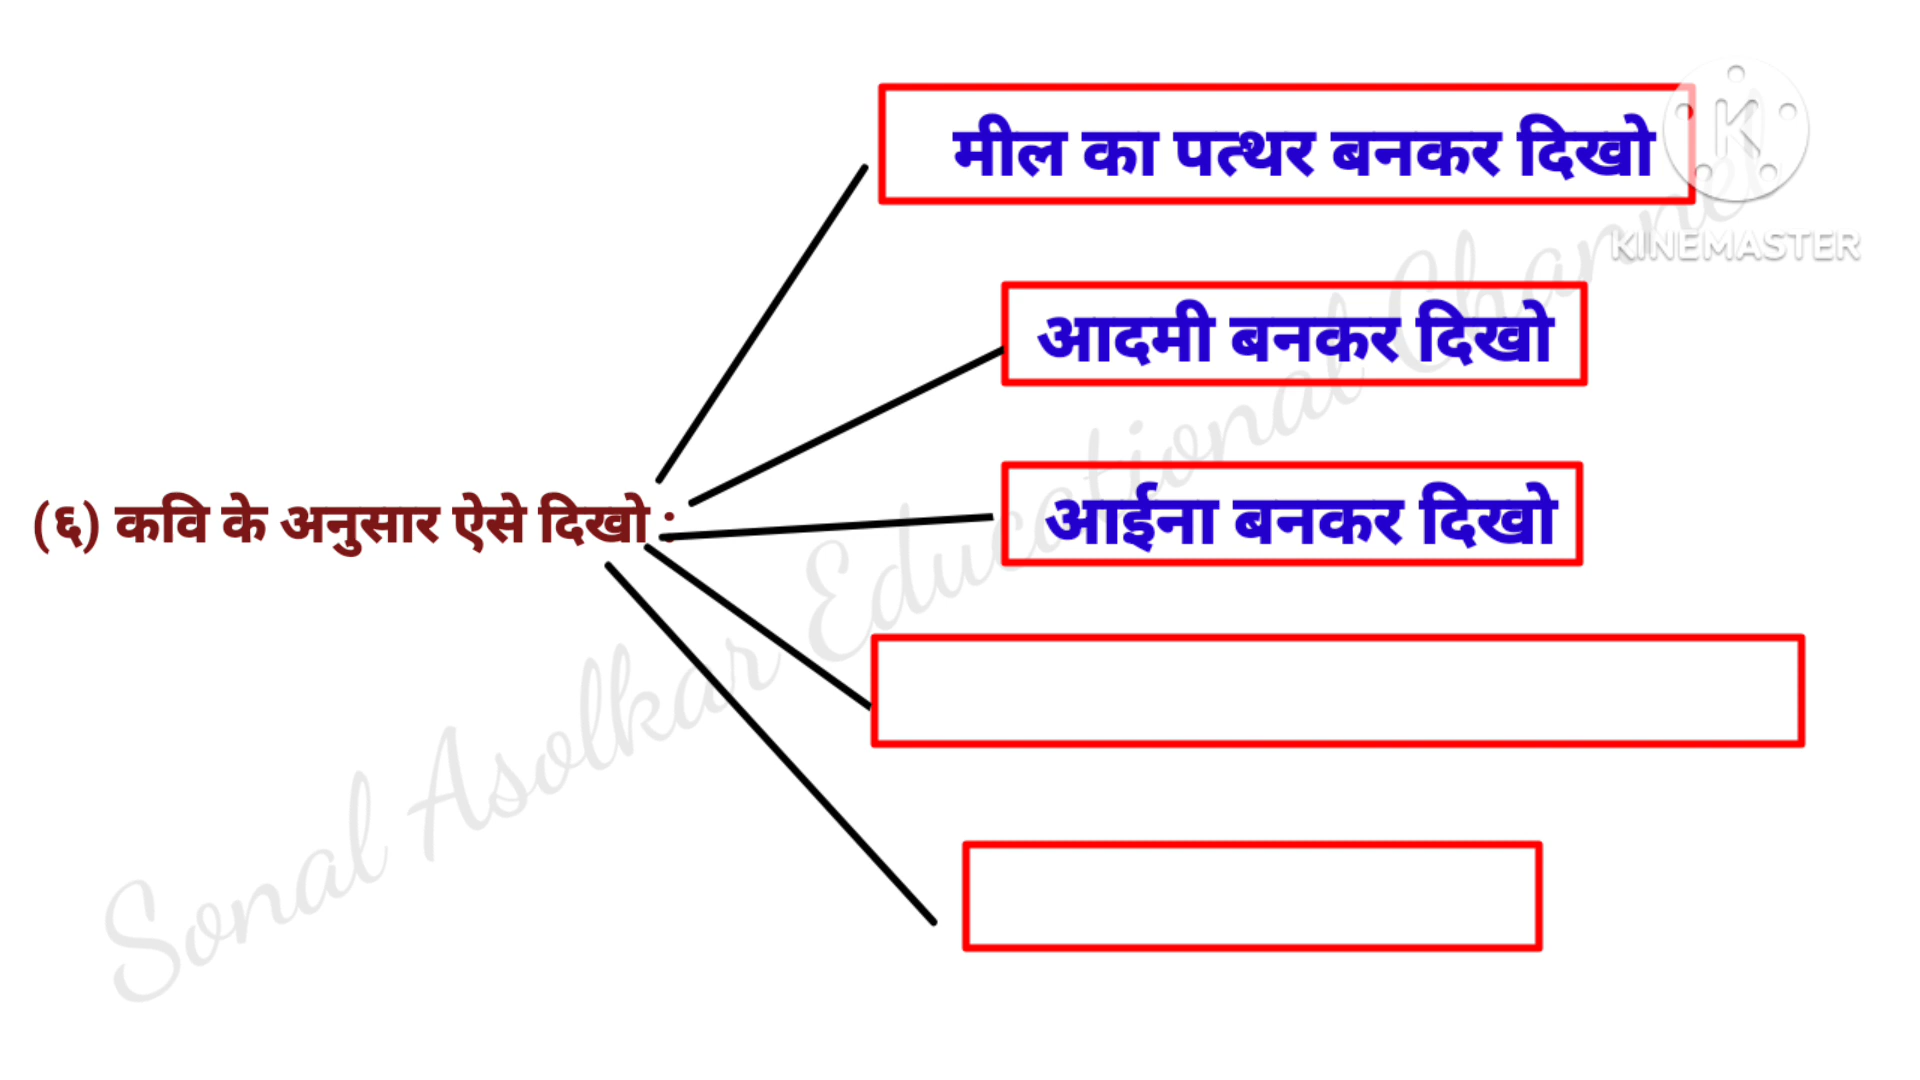 मील का पत्थर बनकर दिखो
K
KINEMASTER
आदमी बनकर दिखो
(६) कवि के अनुसार ऐसे दिखो :
आईना बनकर दिखो
Sonal Asolkar Educational Channel